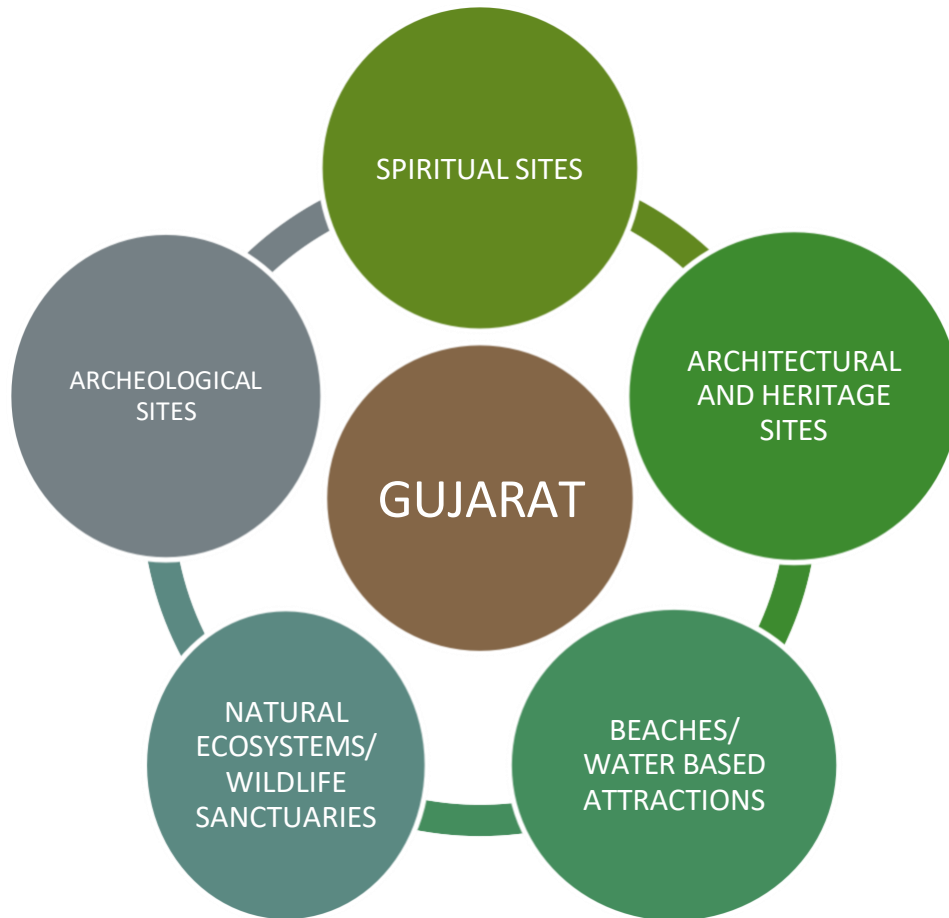 SPIRITUAL SITES
ARCHITECTURAL
AND HERITAGE
SITES
BEACHES/
WATER BASED
ATTRACTIONS
NATURAL
ECOSYSTEMS/
WILDLIFE
SANCTUARIES
ARCHEOLOGICAL
SITES
GUJARAT